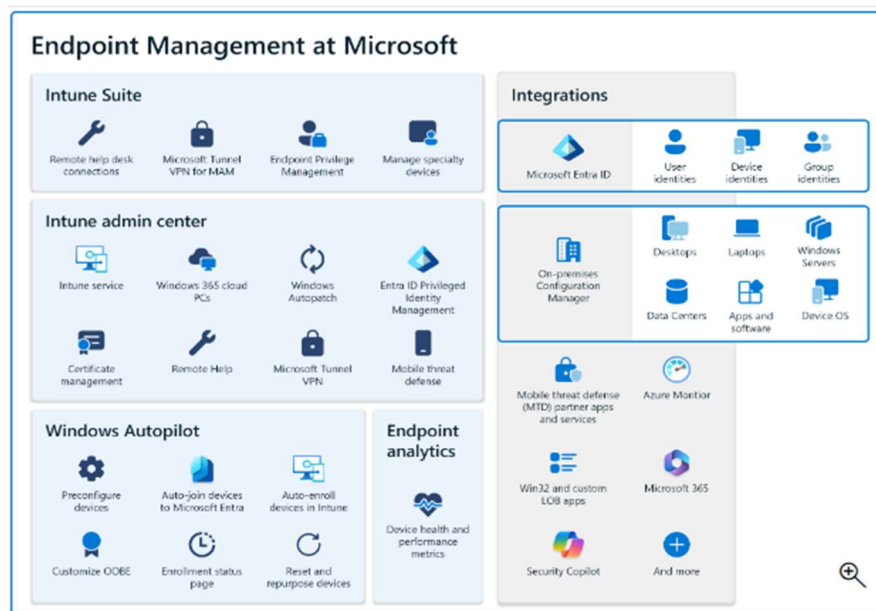 Endpoint Management at Microsoft
Intune Suite
Remote help desk
connections
Microsoft Tunnel
VPN for MAM
Endpoint Privilege
Management
Manage specialty
devices
Intune admin center
Intune service
Windows 365 cloud
PCs
Windows
Autopatch
Entra ID Privileged
Identity
Management
Certificate
management
Remote Help
Microsoft Tunnel
VPN
Mobile threat
defense
Windows Autopilot
Preconfigure
devices
Auto-join devices
to Microsoft Entra
Auto-enroll
devices in Intune
Customize OOBE
Enrollment status
page
Reset and
repurpose devices
Endpoint
analytics
Device health and
performance
metrics
Integrations
Microsoft Entra ID
User
identities
Device
identities
Group
identities
On-premises
Configuration
Manager
Desktops
Laptops
Windows
Servers
Data Centers
Apps and
software
Device OS
Mobile threat defense
(MTD) partner apps
and services
Azure Montior
Win32 and custom
LOB apps
Microsoft 365
Security Copilot
And more